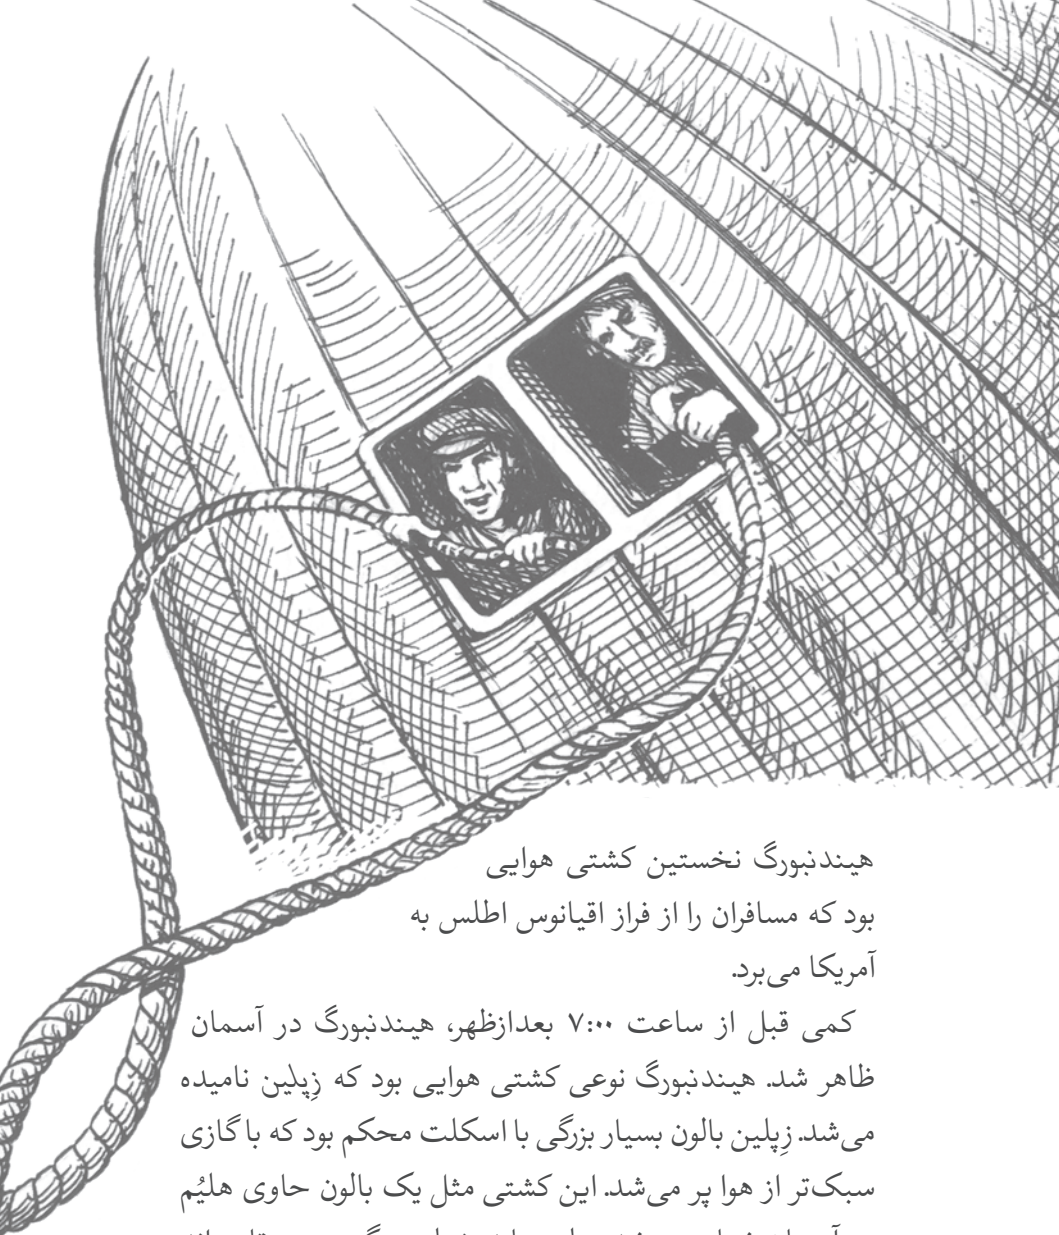 هیندنبورگ نخستین کشتی هوایی
بود که مسافران را از فراز اقیانوس اطلس به
آمریکا می‌برد.
کمی قبل از ساعت ۷:۰۰ بعدازظهر، هیندنبورگ در آسمان
ظاهر شد. هیندنبورگ نوعی کشتی هوایی بود که زِپلین نامیده
می‌شد. زِپلین بالون بسیار بزرگی با اسکلت محکم بود که با گازی
سبک‌تر از هوا پر می‌شد. این کشتی مثل یک بالون حاوی هلیُم